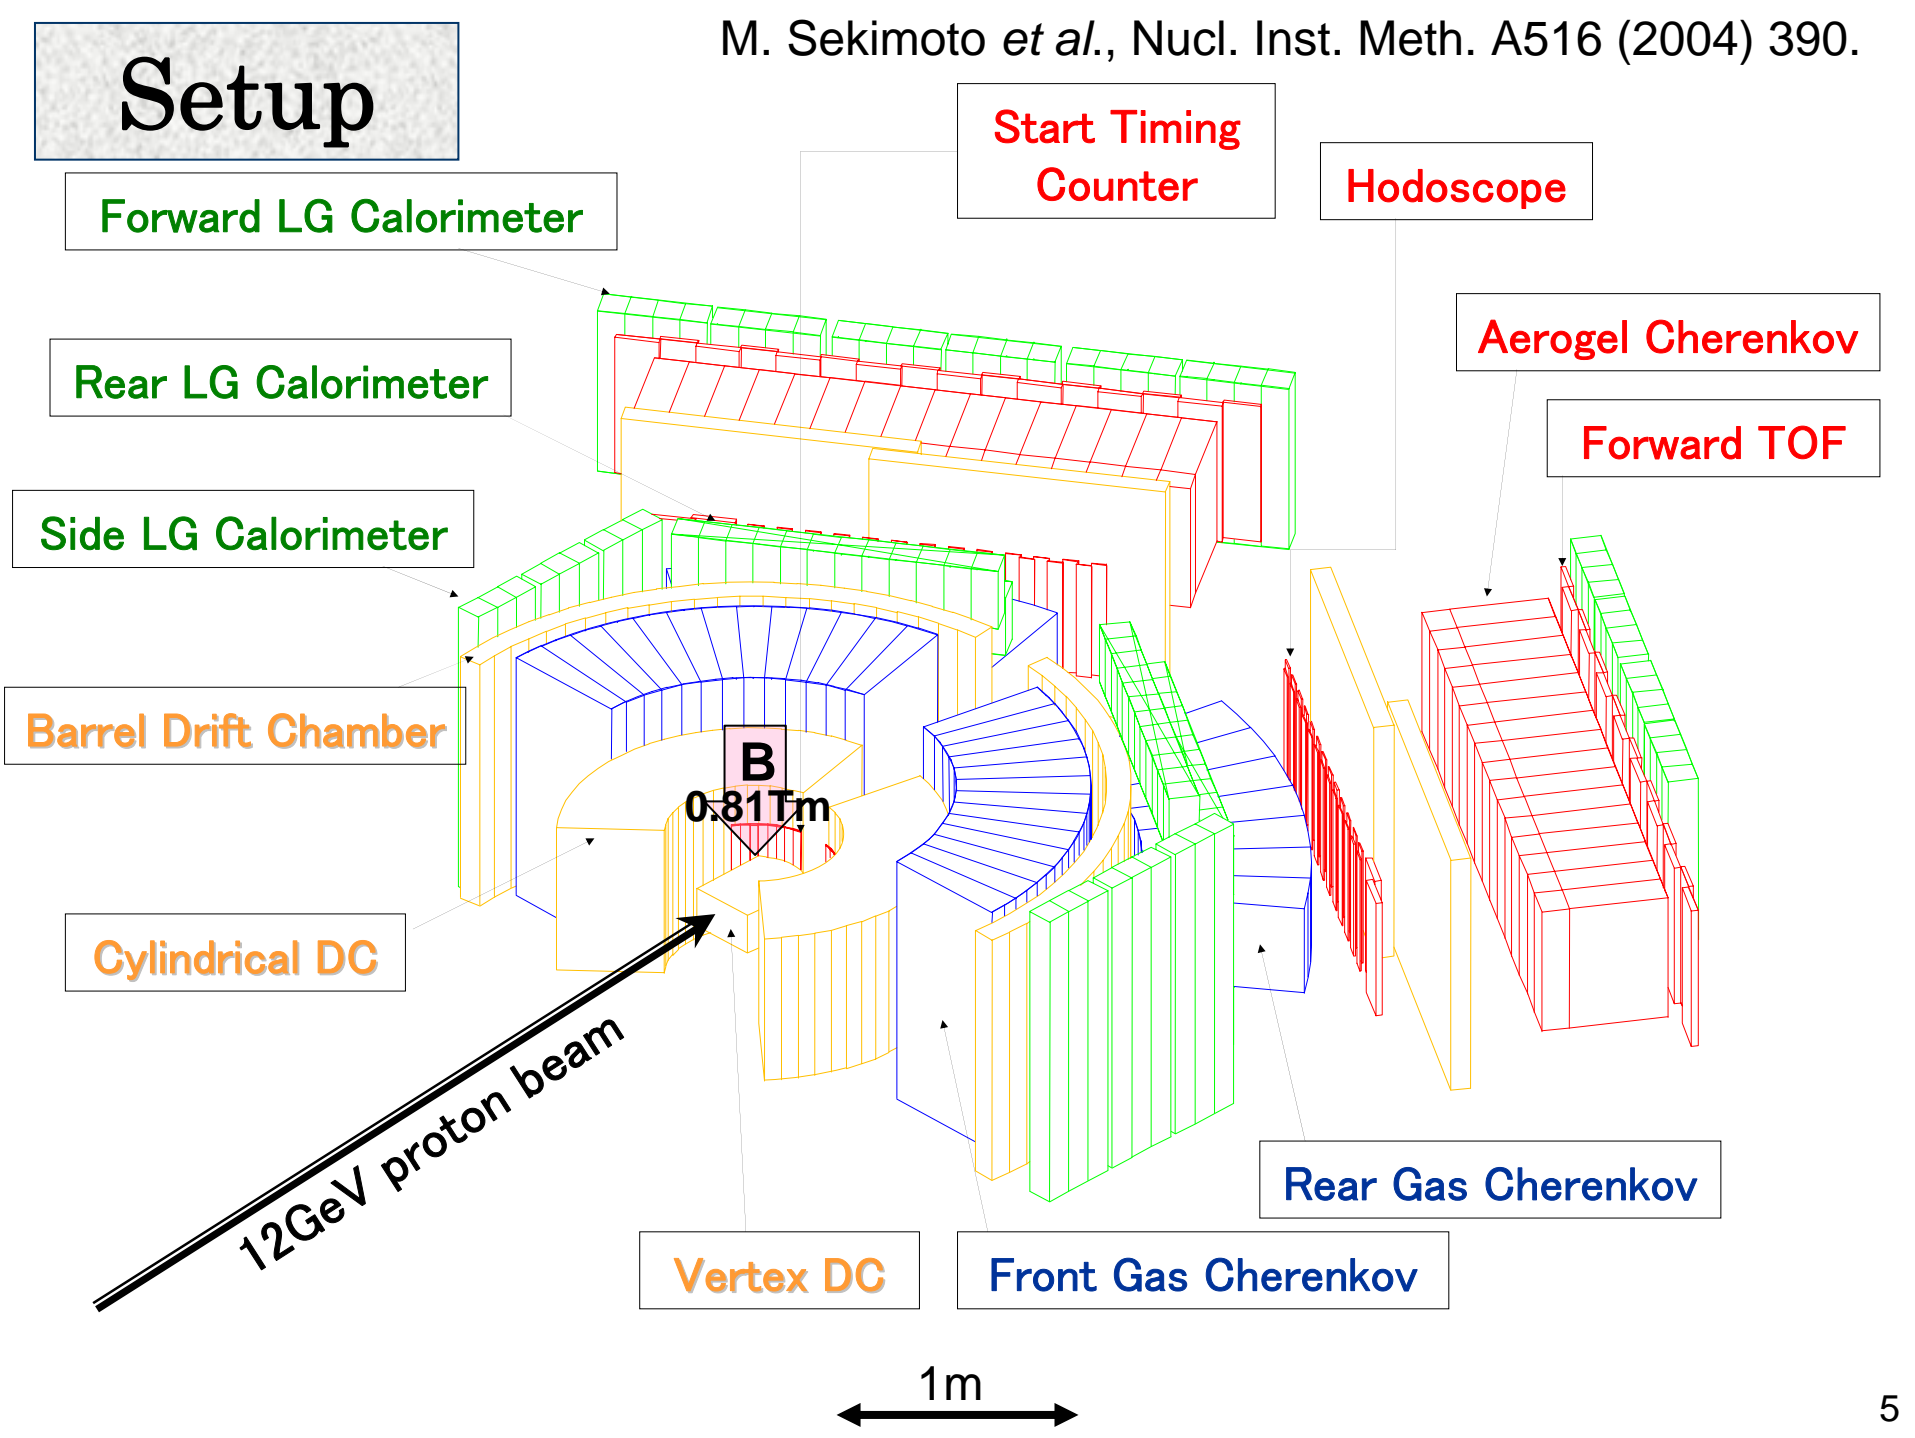 M. Sekimoto et al., Nucl. Inst. Meth. A516 (2004) 390.
Setup
Start Timing
Counter
Hodoscope
Forward LG Calorimeter
Aerogel Cherenkov
Rear LG Calorimeter
Forward TOF
Side LG Calorimeter
Barrel Drift Chamber
B
0.81Tm
Cylindrical DC
12GeV proton beam
Rear Gas Cherenkov
Vertex DC
Front Gas Cherenkov
1m
5